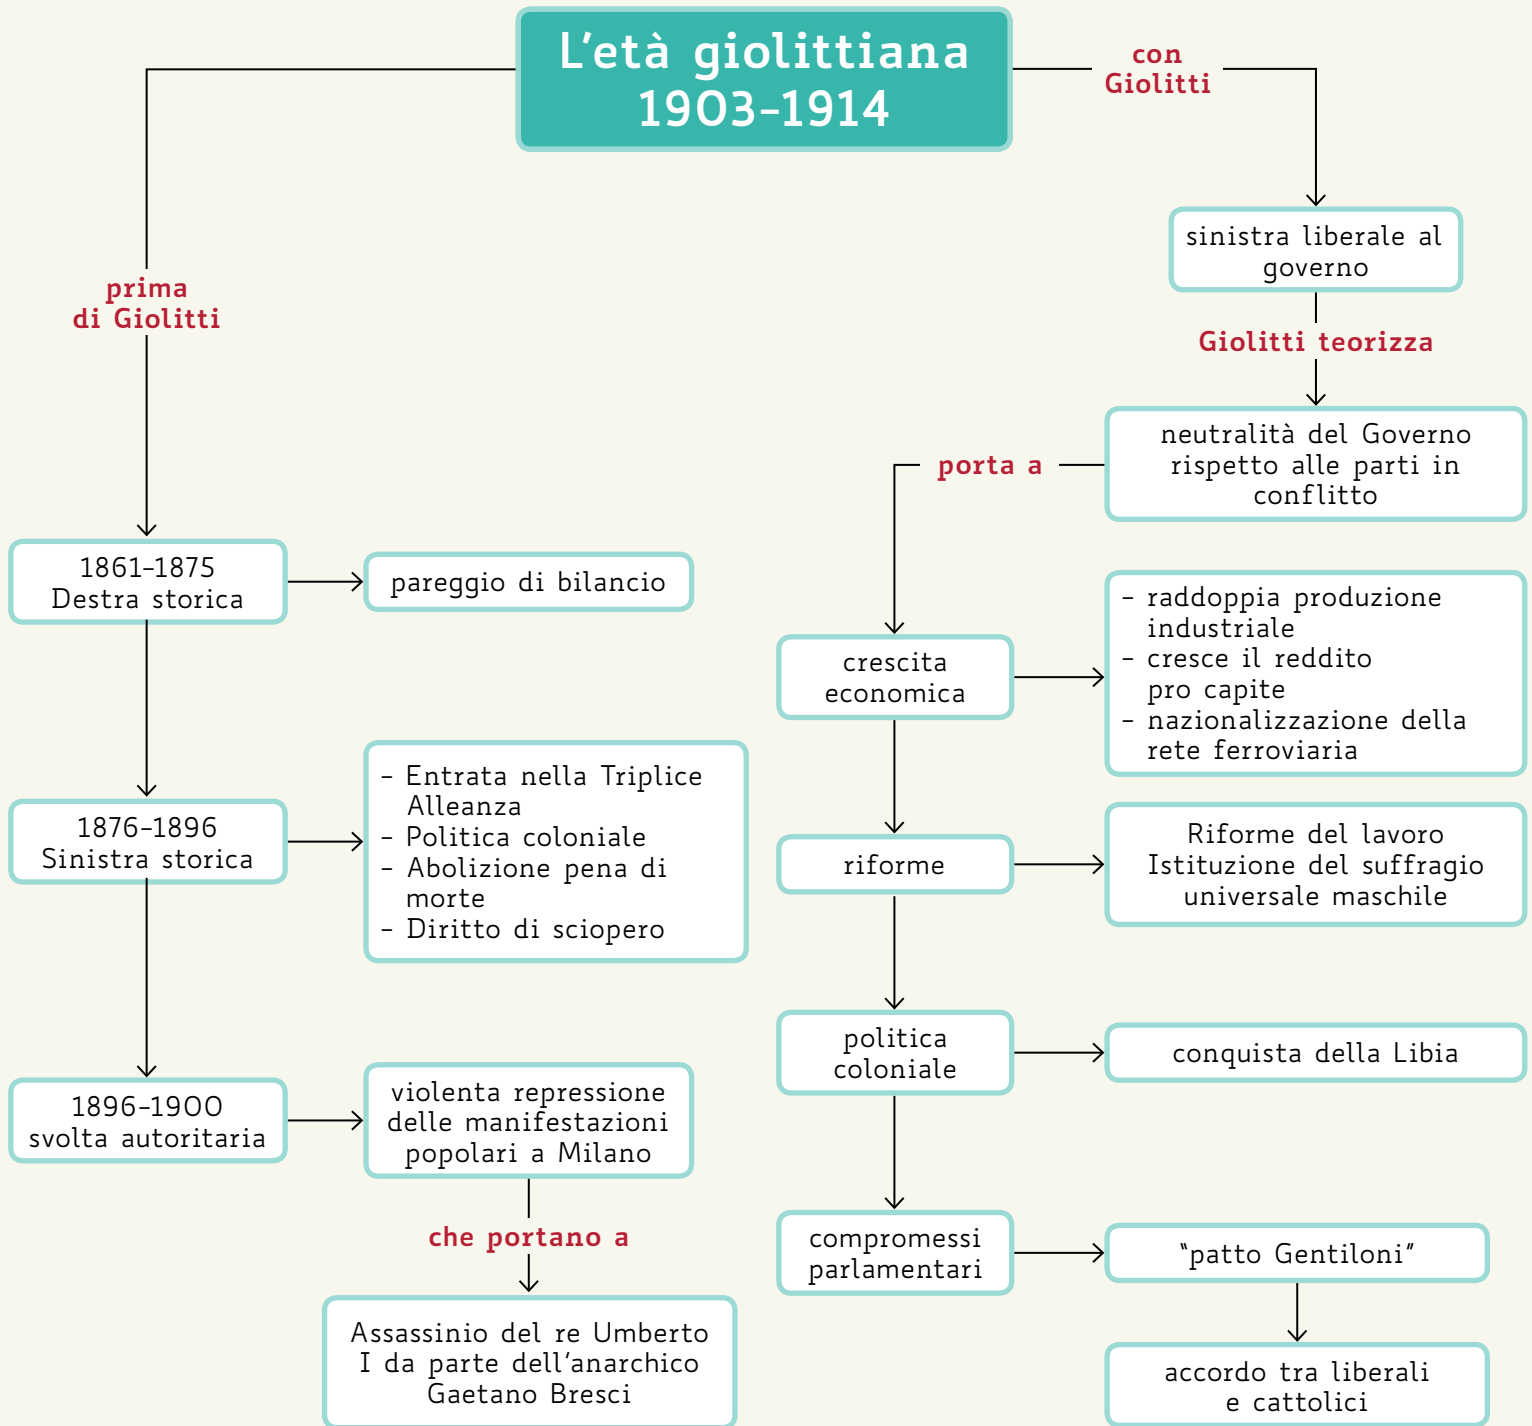 L'età giolittiana
1903-1914
con
Giolitti
prima
di Giolitti
sinistra liberale al
governo
Giolitti teorizza
neutralità del Governo
rispetto alle parti in
conflitto
porta a
1861-1875
Destra storica
pareggio di bilancio
1876-1896
Sinistra storica
- Entrata nella Triplice
Alleanza
- Politica coloniale
- Abolizione pena di
morte
- Diritto di sciopero
1896-1900
svolta autoritaria
violenta repressione
delle manifestazioni
popolari a Milano
che portano a
Assassinio del re Umberto
I da parte dell'anarchico
Gaetano Bresci
crescita
economica
- raddoppia produzione
industriale
- cresce il reddito
pro capite
- nazionalizzazione della
rete ferroviaria
riforme
Riforme del lavoro
Istituzione del suffragio
universale maschile
politica
coloniale
conquista della Libia
compromessi
parlamentari
"patto Gentiloni"
accordo tra liberali
e cattolici